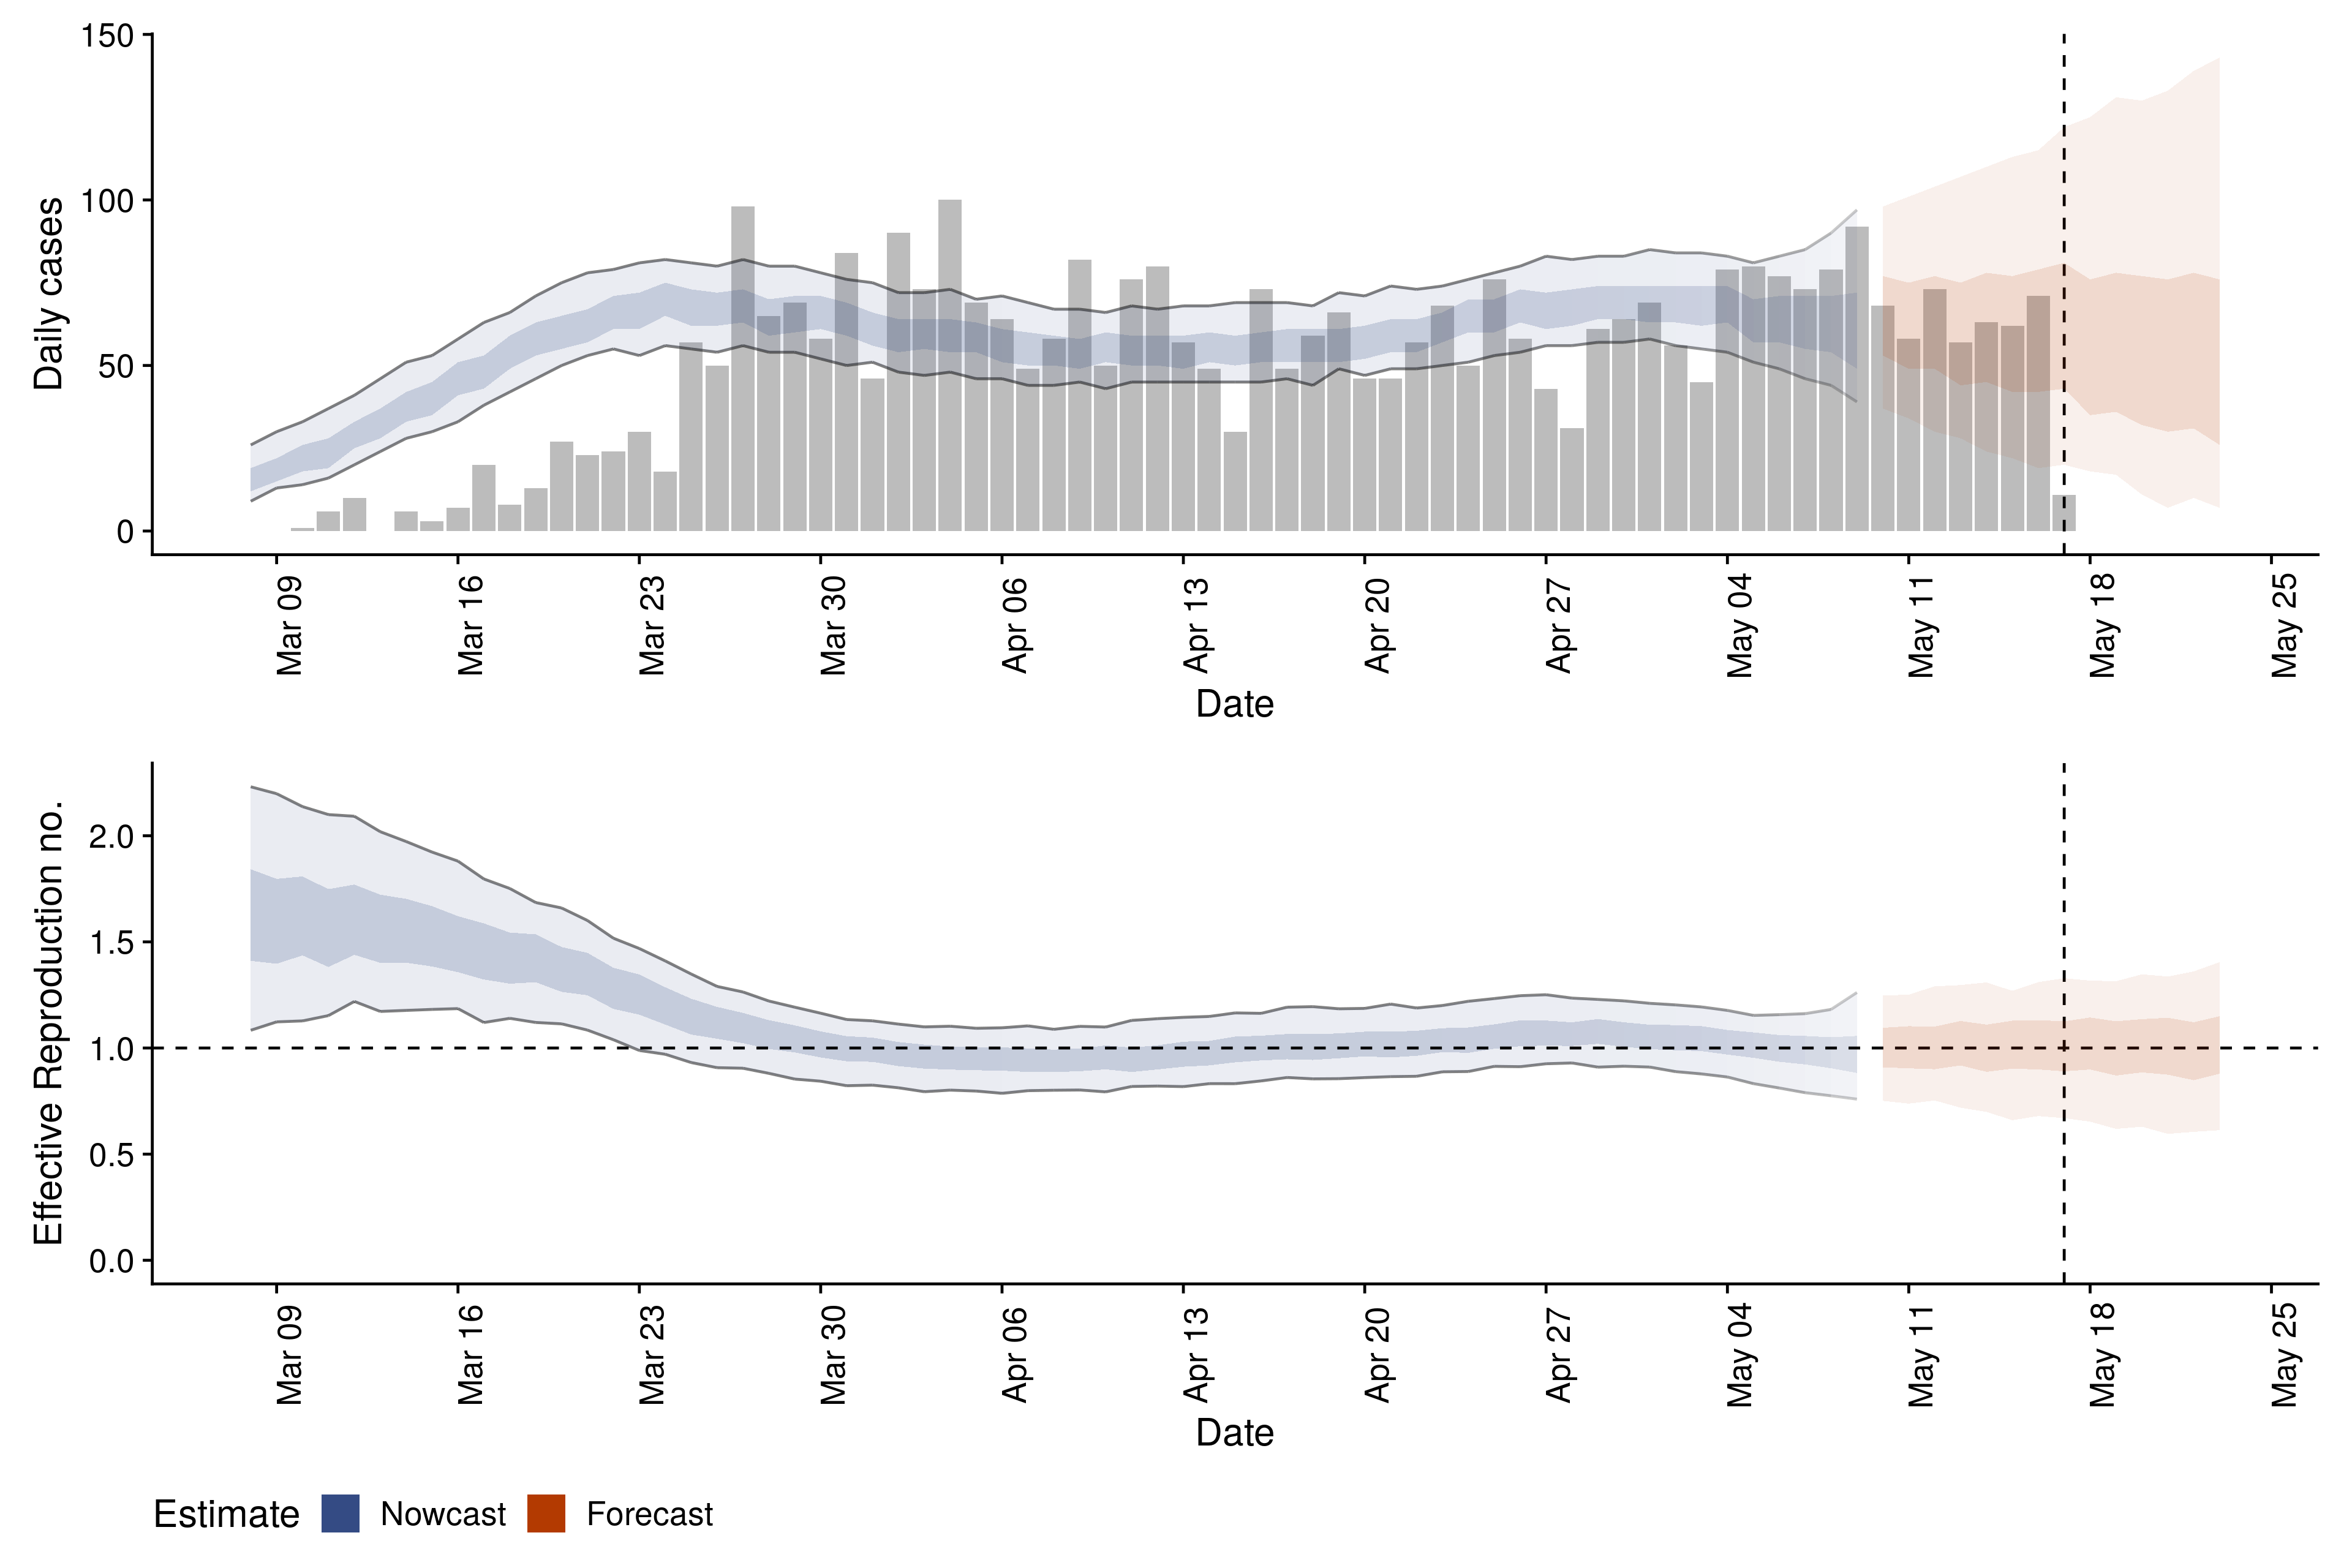 Daily cases
150
100
50
0
Mar 09
Mar 16
Mar 23
Mar 30
Apr 06
Apr 13
Apr 20
Apr 27
May 04
May 11
May 18
May 25
Date
Effective Reproduction no.
2.0
1.5
1.0
0.5
0.0
Mar 09
Mar 16
Mar 23
Mar 30
Apr 06
Apr 13
Apr 20
Apr 27
May 04
May 11
May 18
May 25
Date
Estimate Nowcast Forecast